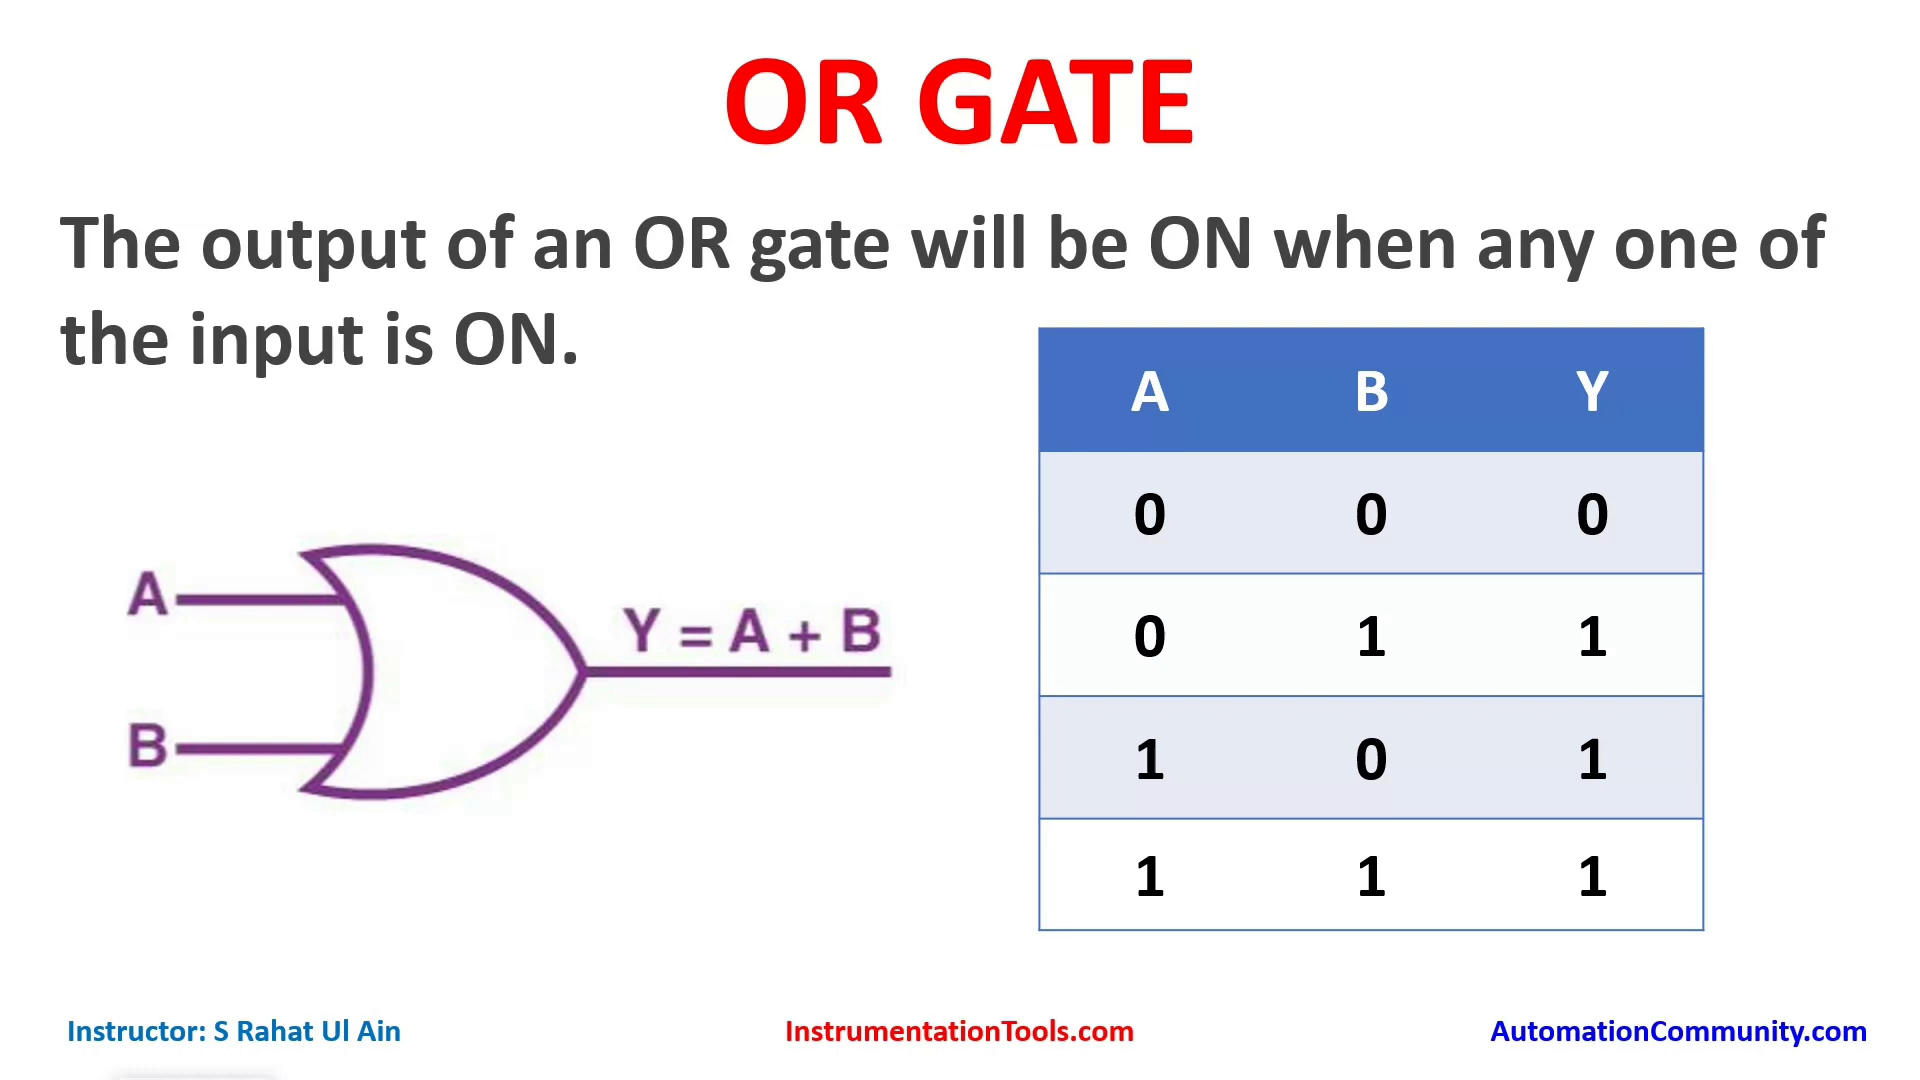 OR GATE
The output of an OR gate will be ON when any one of
the input is ON.
A
B
Y = A + B
A B Y
0 0 0
0 1 1
1 0 1
1 1 1
Instructor: S Rahat Ul Ain
InstrumentationTools.com
AutomationCommunity.com